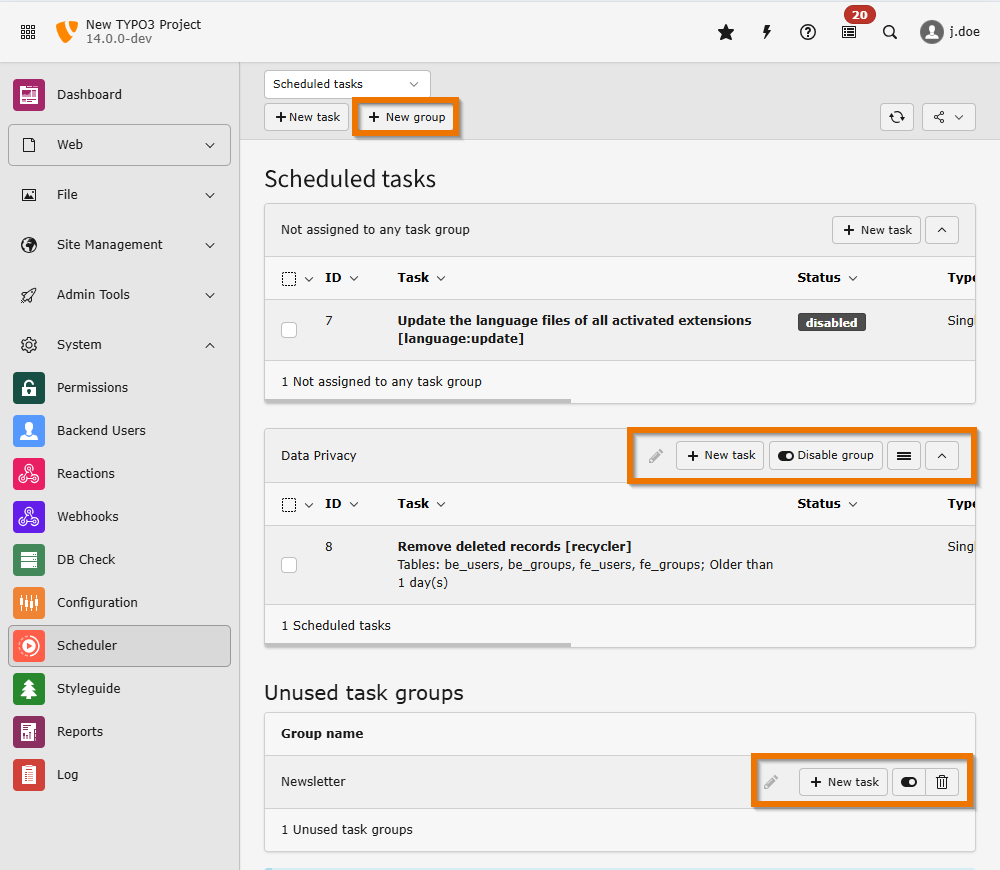 New TYPO3 Project
14.0.0-dev
20
j.doe
Dashboard
Web
File
Site Management
Admin Tools
System
Permissions
Backend Users
Reactions
Webhooks
DB Check
Configuration
Scheduler
Styleguide
Reports
Log
Scheduled tasks
New task
New group
Scheduled tasks
Not assigned to any task group
New task
ID Task Status Type
7 Update the language files of all activated extensions disabled Singl
[language:update]
1 Not assigned to any task group
Data Privacy
New task Disable group
ID Task Status Type
8 Remove deleted records [recycler] Singl
Tables: be_users, be_groups, fe_users, fe_groups; Older than
1 day(s)
1 Scheduled tasks
Unused task groups
Group name
Newsletter
New task
1 Unused task groups